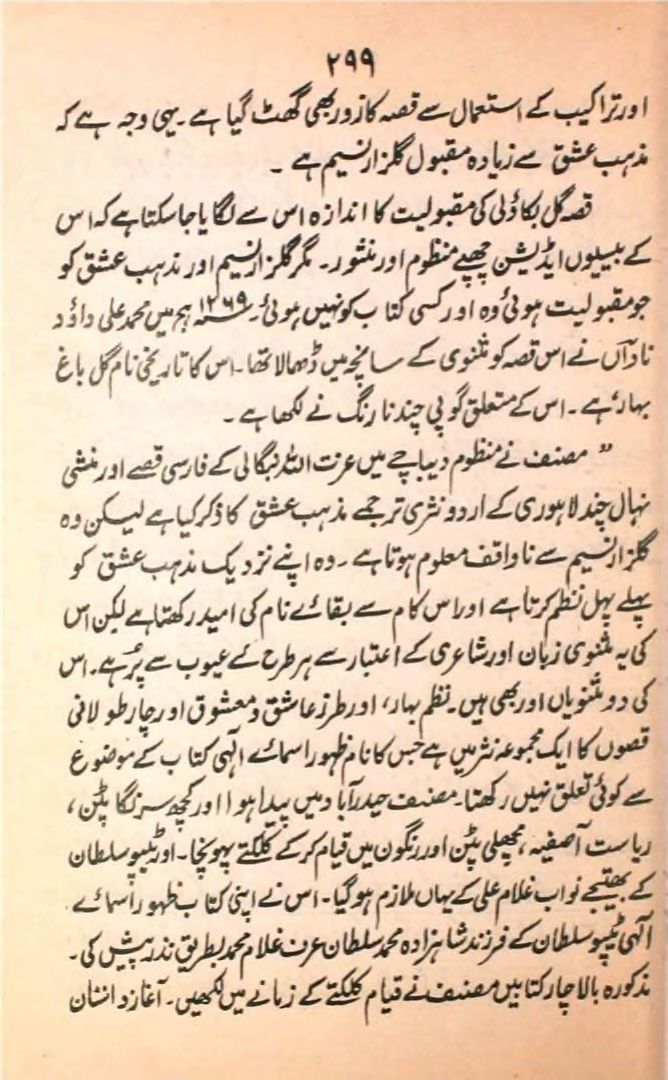 ۲۹۹
اور تراکیب کے استعمال سے قصہ کا زور بھی گھٹ گیا ہے ۔ یہی وجہ ہے کہ
مذہب عشق سے زیادہ مقبول گلزار نسیم ہے ۔
قصہ گل بکاؤلی کی مقبولیت کا اندازہ اس سے لگایا جا سکتا ہے کہ اس
کے بیسیوں ایڈیشن چھپے منظوم اور منثور ۔ مگر گلزار نسیم اور مذہب عشق کو
جو مقبولیت ہوئی وہ اور کسی کتاب کو نہیں ہوئی ۔ ۱۲۶۹ھ ہم میں محمد علی داؤد
نادآں نے اس قصہ کو مثنوی کے سانچہ میں ڈھالا تھا ۔ اس کا تاریخی نام گل باغ
بہار ہے ۔ اس کے متعلق گوپی چند نارنگ نے لکھا ہے ۔
" مصنف نے منظوم دیباچے میں عزت اللہ بنگالی کے فارسی قصے اور منشی
نہال چند لاہوری کے اردو نثری ترجمے مذہب عشق کا ذکر کیا ہے لیکن وہ
گلزار نسیم سے ناواقف معلوم ہوتا ہے ۔ وہ اپنے نزدیک مذہب عشق کو
پہلے پہل نظم کرتا ہے اور اس کام سے بقائے نام کی امید رکھتا ہے لیکن اس
کی یہ مثنوی زبان اور شاعری کے اعتبار سے ہر طرح کے عیوب سے پُر ہے ۔ اس
کی دو مثنویاں اور بھی ہیں ۔ نظم بہار، اور طرز عاشق و معشوق اور چار طولانی
قصوں کا ایک مجموعہ نثر میں ہے جس کا نام ظہور اسمائے الٰہی کتاب کے موضوع
سے کوئی تعلق نہیں رکھتا ۔ مصنف حیدرآباد میں پیدا ہوا اور کچھ سرنگا پٹن ،
ریاست آصفیہ ، مچھلی پٹن اور رنگون میں قیام کر کے کلکتے پہونچا ۔ اور ٹیپو سلطان
کے بھتیجے نواب غلام علی کے یہاں ملازم ہو گیا ۔ اس نے اپنی کتاب ظہور اسمائے
الٰہی ٹیپو سلطان کے فرزند شاہزادہ محمد سلطان عرف غلام محمد بطریق نذر پیش کی ۔
مذکورہ بالا چار کتابیں مصنف نے قیام کلکتے کے زمانے میں لکھیں ۔ آغاز داستان